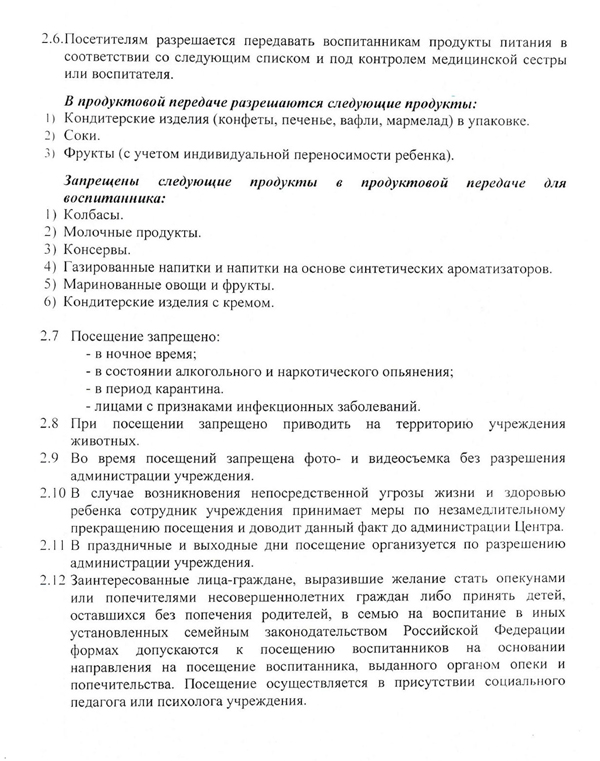 2.6.Посетителям разрешается передавать воспитанникам продукты питания в
соответствии со следующим списком и под контролем медицинской сестры
или воспитателя.
В продуктовой передаче разрешаются следующие продукты:
1) Кондитерские изделия (конфеты, печенье, вафли, мармелад) в упаковке.
2) Соки.
3) Фрукты (с учетом индивидуальной переносимости ребенка).
Запрещены следующие продукты в продуктовой передаче для
воспитанника:
1) Колбасы.
2) Молочные продукты.
3) Консервы.
4) Газированные напитки и напитки на основе синтетических ароматизаторов.
5) Маринованные овощи и фрукты.
6) Кондитерские изделия с кремом.
2.7 Посещение запрещено:
- в ночное время;
- в состоянии алкогольного и наркотического опьянения;
- в период карантина.
- лицами с признаками инфекционных заболеваний.
2.8 При посещении запрещено приводить на территорию учреждения
животных.
2.9 Во время посещений запрещена фото- и видеосъемка без разрешения
администрации учреждения.
2.10 В случае возникновения непосредственной угрозы жизни и здоровью
ребенка сотрудник учреждения принимает меры по незамедлительному
прекращению посещения и доводит данный факт до администрации Центра.
2.11 В праздничные и выходные дни посещение организуется по разрешению
администрации учреждения.
2.12 Заинтересованные лица-граждане, выразившие желание стать опекунами
или попечителями несовершеннолетних граждан либо принять детей,
оставшихся без попечения родителей, в семью на воспитание в иных
установленных семейным законодательством Российской Федерации
формах допускаются к посещению воспитанников на основании
направления на посещение воспитанника, выданного органом опеки и
попечительства. Посещение осуществляется в присутствии социального
педагога или психолога учреждения.